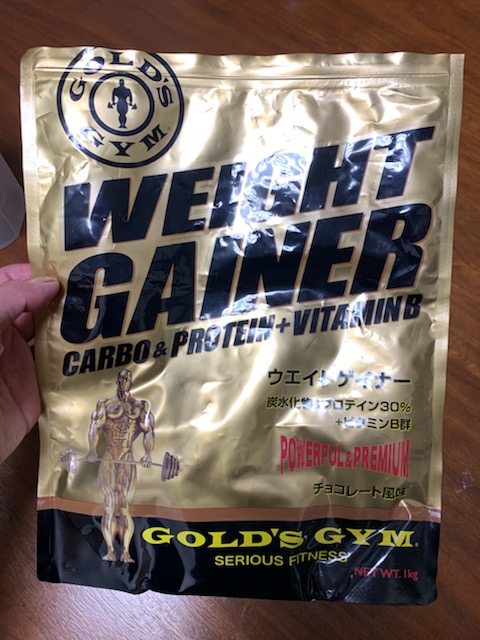 GOLD'S GYM
WEIGHT
GAINER
CARBO & PROTEIN + VITAMIN B
ウエイトゲイナー
炭水化物+プロテイン30%
+ビタミンB群
POWERFUL&PREMIUM
チョコレート風味
GOLD'S GYM
SERIOUS FITNESS
NET WT. 1kg